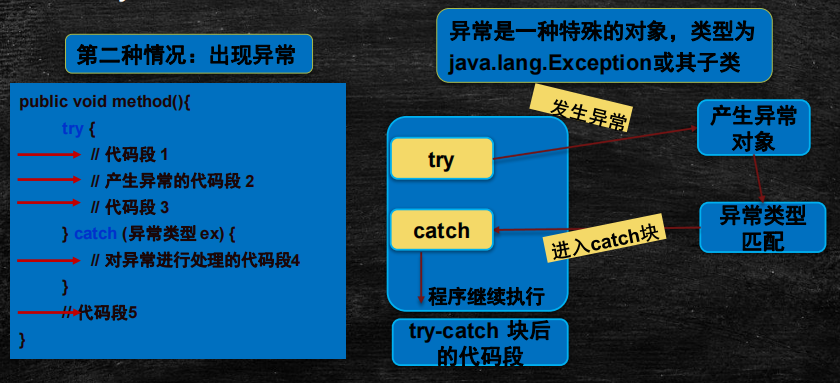 第二种情况：出现异常
异常是一种特殊的对象，类型为
java.lang.Exception或其子类
public void method(){
try {
// 代码段 1
// 产生异常的代码段 2
// 代码段 3
} catch (异常类型 ex) {
// 对异常进行处理的代码段4
}
// 代码段5
}
发生异常
try
产生异常
对象
异常类型
匹配
进入catch块
catch
程序继续执行
try-catch 块后
的代码段